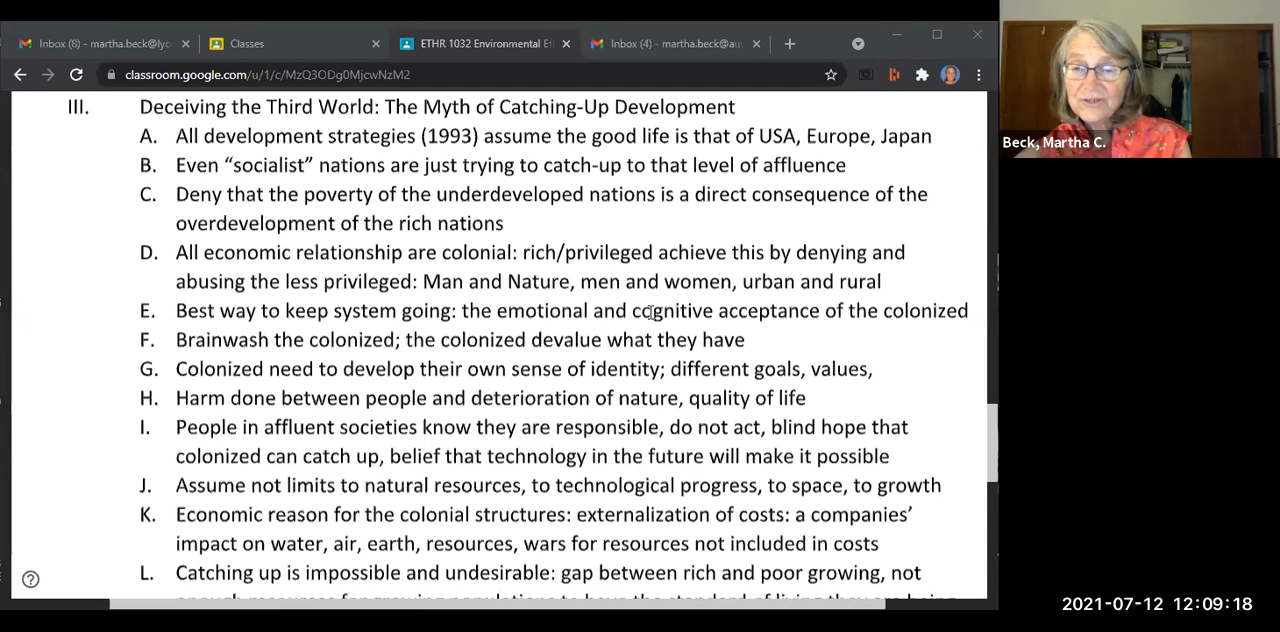 Inbox (8) - martha.beck@lyc
Classes
ETHR 1032 Environmental Et
Inbox (4) - martha.beck@au
classroom.google.com/u/1/c/MzQ3ODg0MjcwNzM2
III. Deceiving the Third World: The Myth of Catching-Up Development
A. All development strategies (1993) assume the good life is that of USA, Europe, Japan
B. Even “socialist” nations are just trying to catch-up to that level of affluence
C. Deny that the poverty of the underdeveloped nations is a direct consequence of the
overdevelopment of the rich nations
D. All economic relationship are colonial: rich/privileged achieve this by denying and
abusing the less privileged: Man and Nature, men and women, urban and rural
E. Best way to keep system going: the emotional and cognitive acceptance of the colonized
F. Brainwash the colonized; the colonized devalue what they have
G. Colonized need to develop their own sense of identity; different goals, values,
H. Harm done between people and deterioration of nature, quality of life
I. People in affluent societies know they are responsible, do not act, blind hope that
colonized can catch up, belief that technology in the future will make it possible
J. Assume not limits to natural resources, to technological progress, to space, to growth
K. Economic reason for the colonial structures: externalization of costs: a companies’
impact on water, air, earth, resources, wars for resources not included in costs
L. Catching up is impossible and undesirable: gap between rich and poor growing, not
Beck, Martha C.
2021-07-12 12:09:18